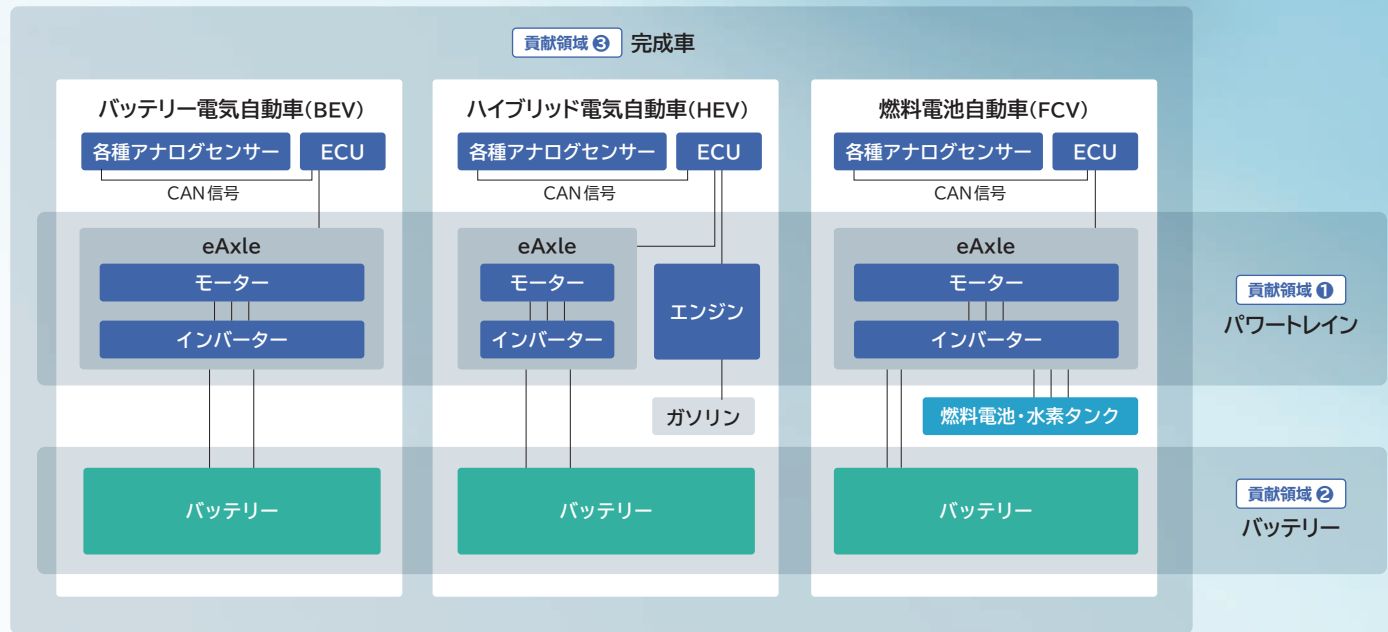 貢献領域❸ 完成車
バッテリー電気自動車(BEV)
各種アナログセンサー
ECU
CAN信号
eAxle
モーター
インバーター
バッテリー
ハイブリッド電気自動車(HEV)
各種アナログセンサー
ECU
CAN信号
eAxle
モーター
インバーター
エンジン
ガソリン
バッテリー
燃料電池自動車(FCV)
各種アナログセンサー
ECU
CAN信号
eAxle
モーター
インバーター
燃料電池・水素タンク
バッテリー
貢献領域❶
パワートレイン
貢献領域❷
バッテリー